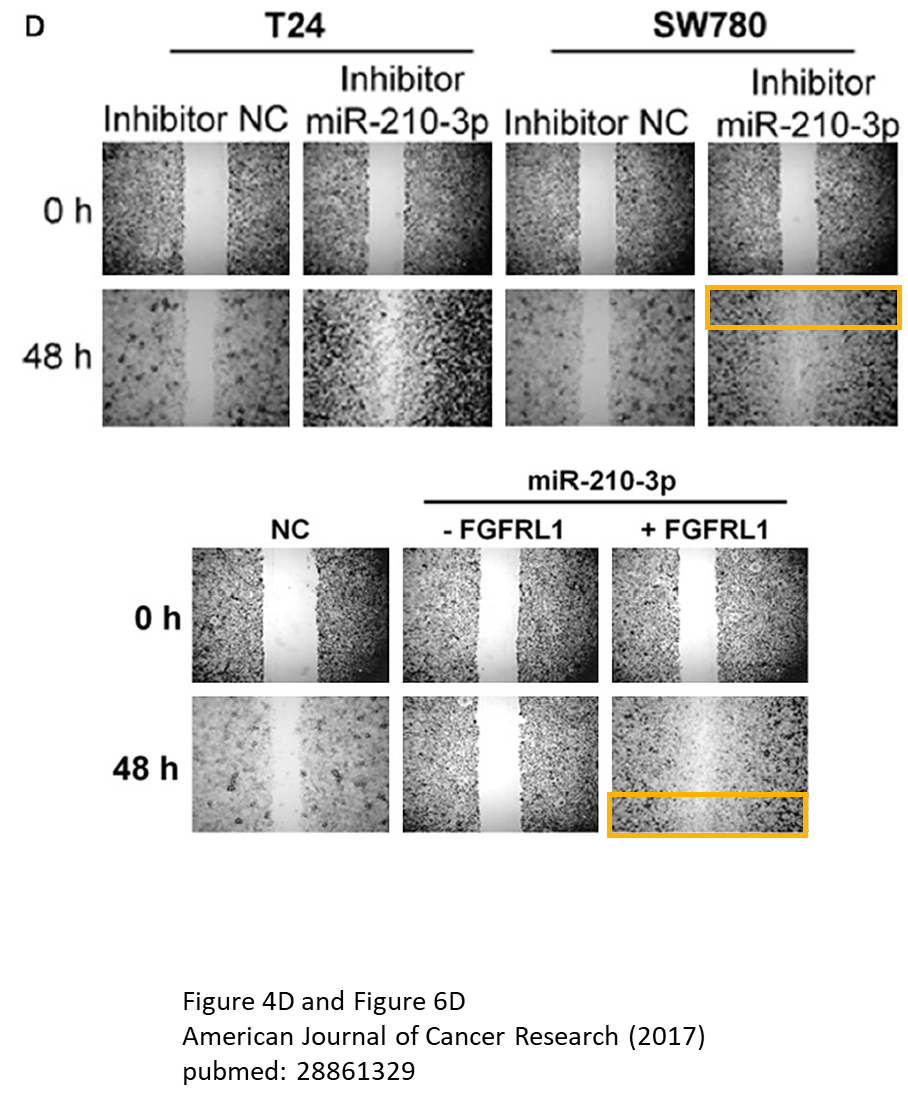 D
T24 SW780
Inhibitor NC Inhibitor miR-210-3p Inhibitor NC Inhibitor miR-210-3p
0 h
48 h
miR-210-3p
NC - FGFRL1 + FGFRL1
0 h
48 h
Figure 4D and Figure 6D
American Journal of Cancer Research (2017)
pubmed: 28861329